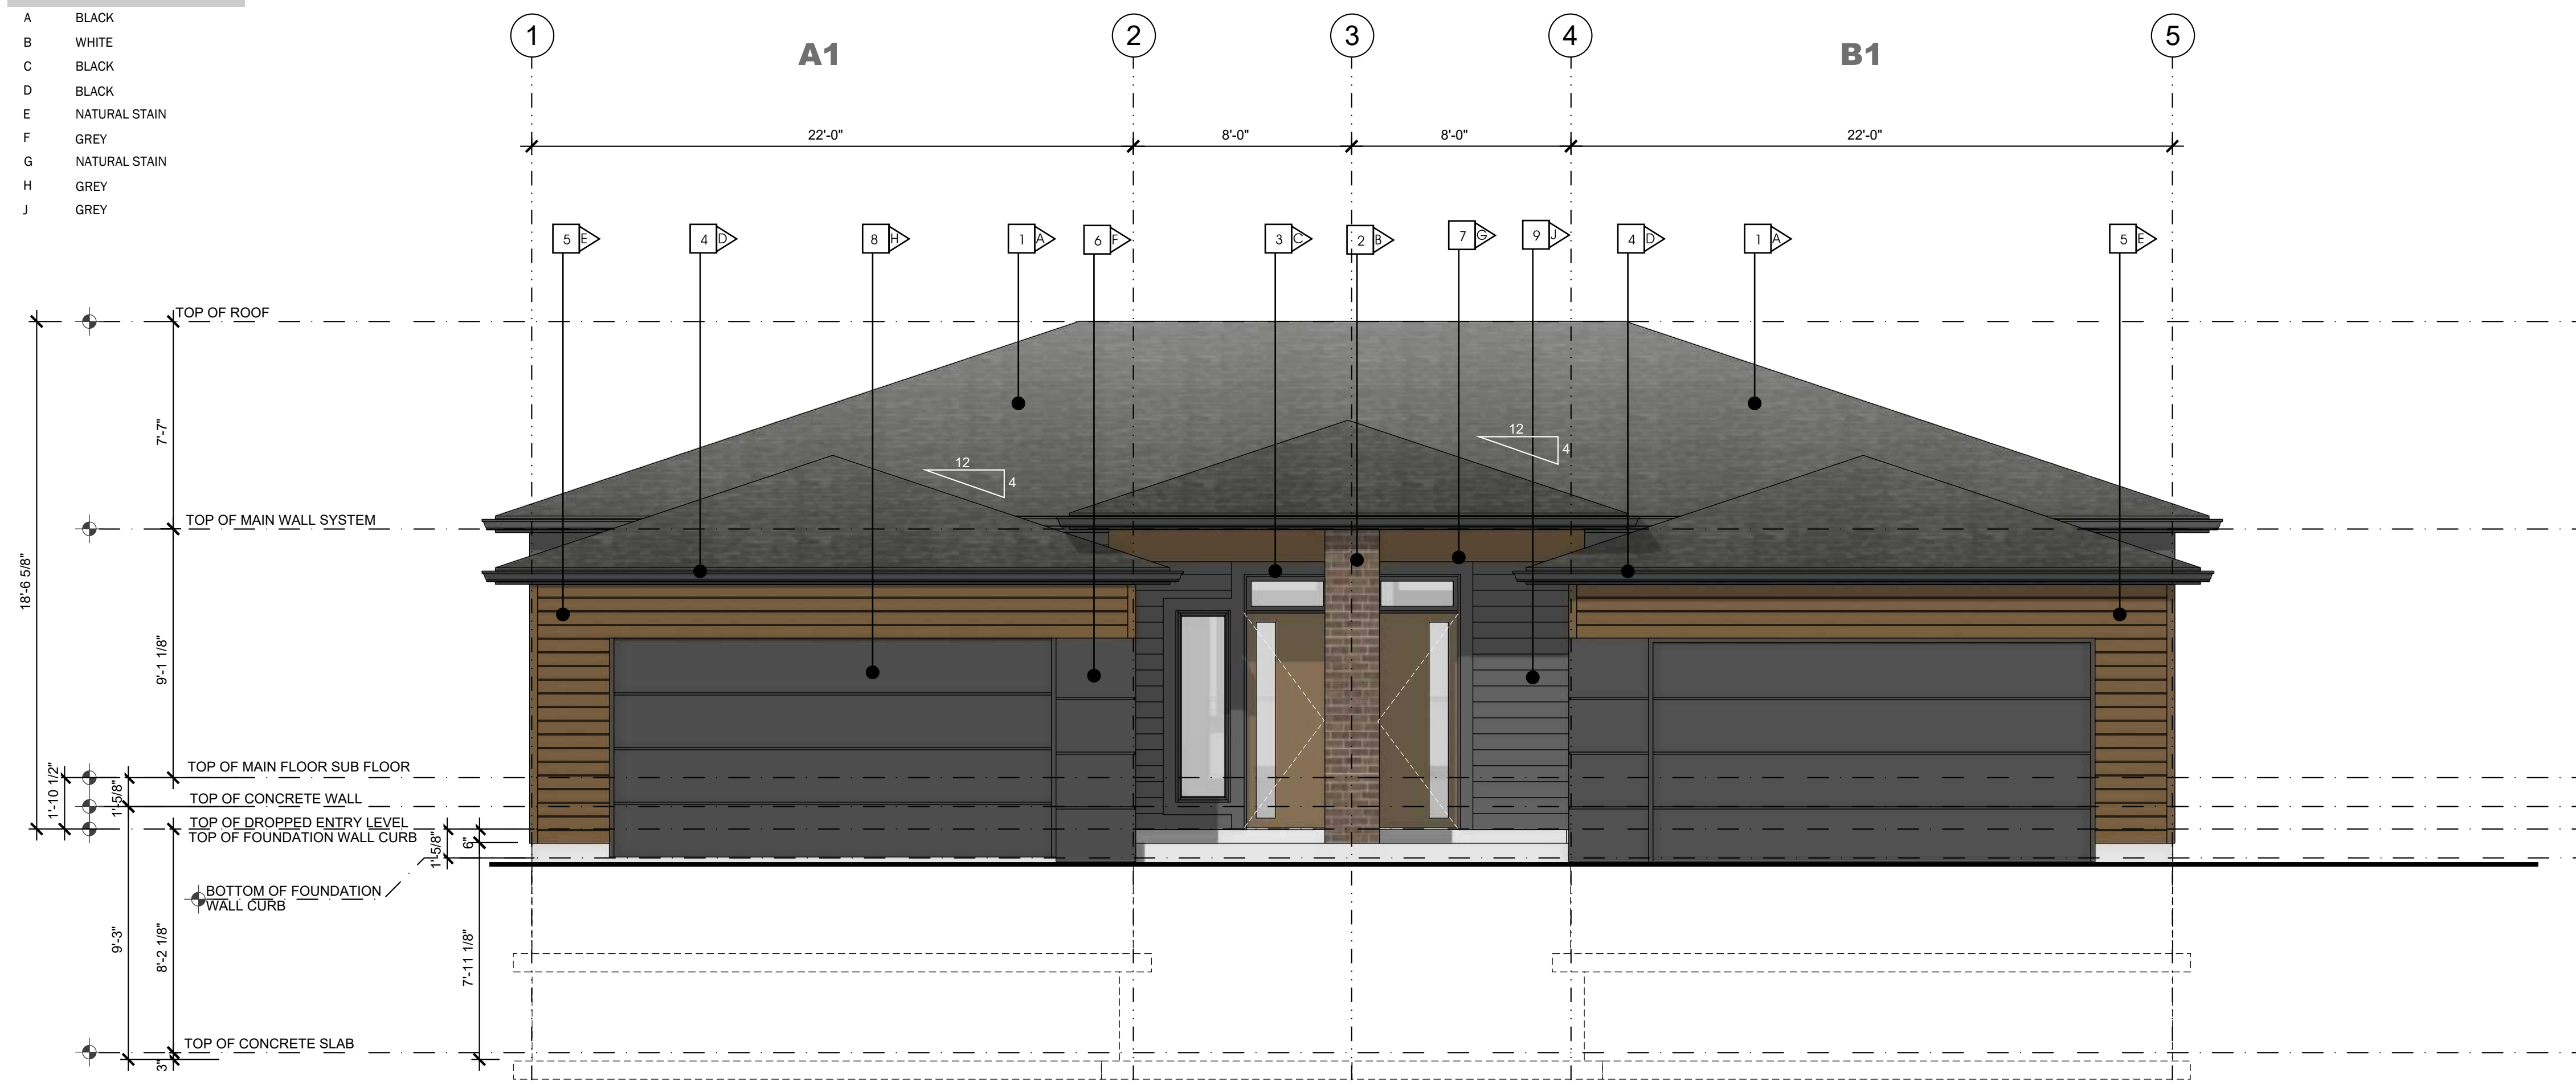 A BLACK
B WHITE
C BLACK
D BLACK
E NATURAL STAIN
F GREY
G NATURAL STAIN
H GREY
J GREY
1 2 3 4 5
A1 B1
22'-0" 8'-0" 8'-0" 22'-0"
5 E 4 D 8 H 1 A 6 F 3 C 2 B 7 G 9 J 4 D 1 A 5 E
TOP OF ROOF
7'-7"
12
4
12
4
TOP OF MAIN WALL SYSTEM
18'-6 5/8"
9'-1 1/8"
TOP OF MAIN FLOOR SUB FLOOR
1'-10 1/2"
1'-5/8"
TOP OF CONCRETE WALL
TOP OF DROPPED ENTRY LEVEL
TOP OF FOUNDATION WALL CURB
1'-5/8"
6"
BOTTOM OF FOUNDATION
WALL CURB
9'-3"
8'-2 1/8"
7'-11 1/8"
TOP OF CONCRETE SLAB
3"